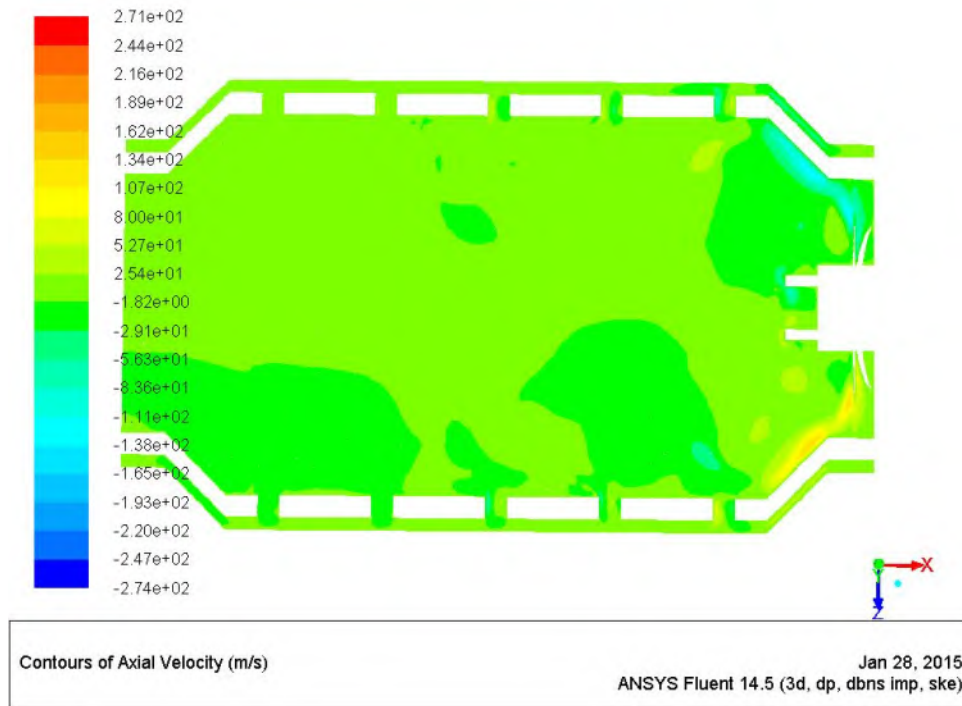 2.71e+02
2.44e+02
2.16e+02
1.89e+02
1.62e+02
1.34e+02
1.07e+02
8.00e+01
5.27e+01
2.54e+01
-1.82e+00
-2.91e+01
-5.63e+01
-8.36e+01
-1.11e+02
-1.38e+02
-1.65e+02
-1.93e+02
-2.20e+02
-2.47e+02
-2.74e+02
Y
X
Z
Contours of Axial Velocity (m/s)
Jan 28, 2015
ANSYS Fluent 14.5 (3d, dp, dbns imp, ske)